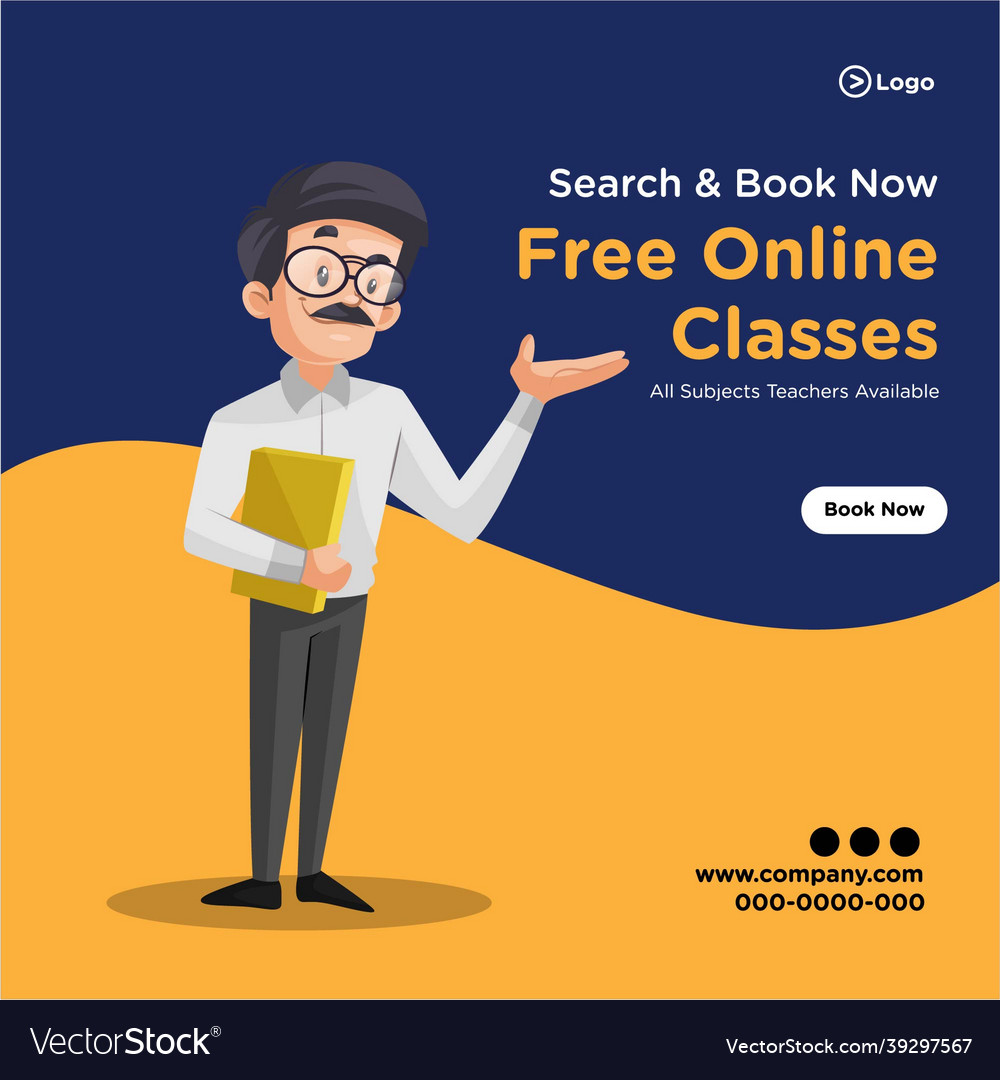 Logo
Search & Book Now
Free Online
Classes
All Subjects Teachers Available
Book Now
www.company.com
000-0000-000
VectorStock®
VectorStock.com/39297567